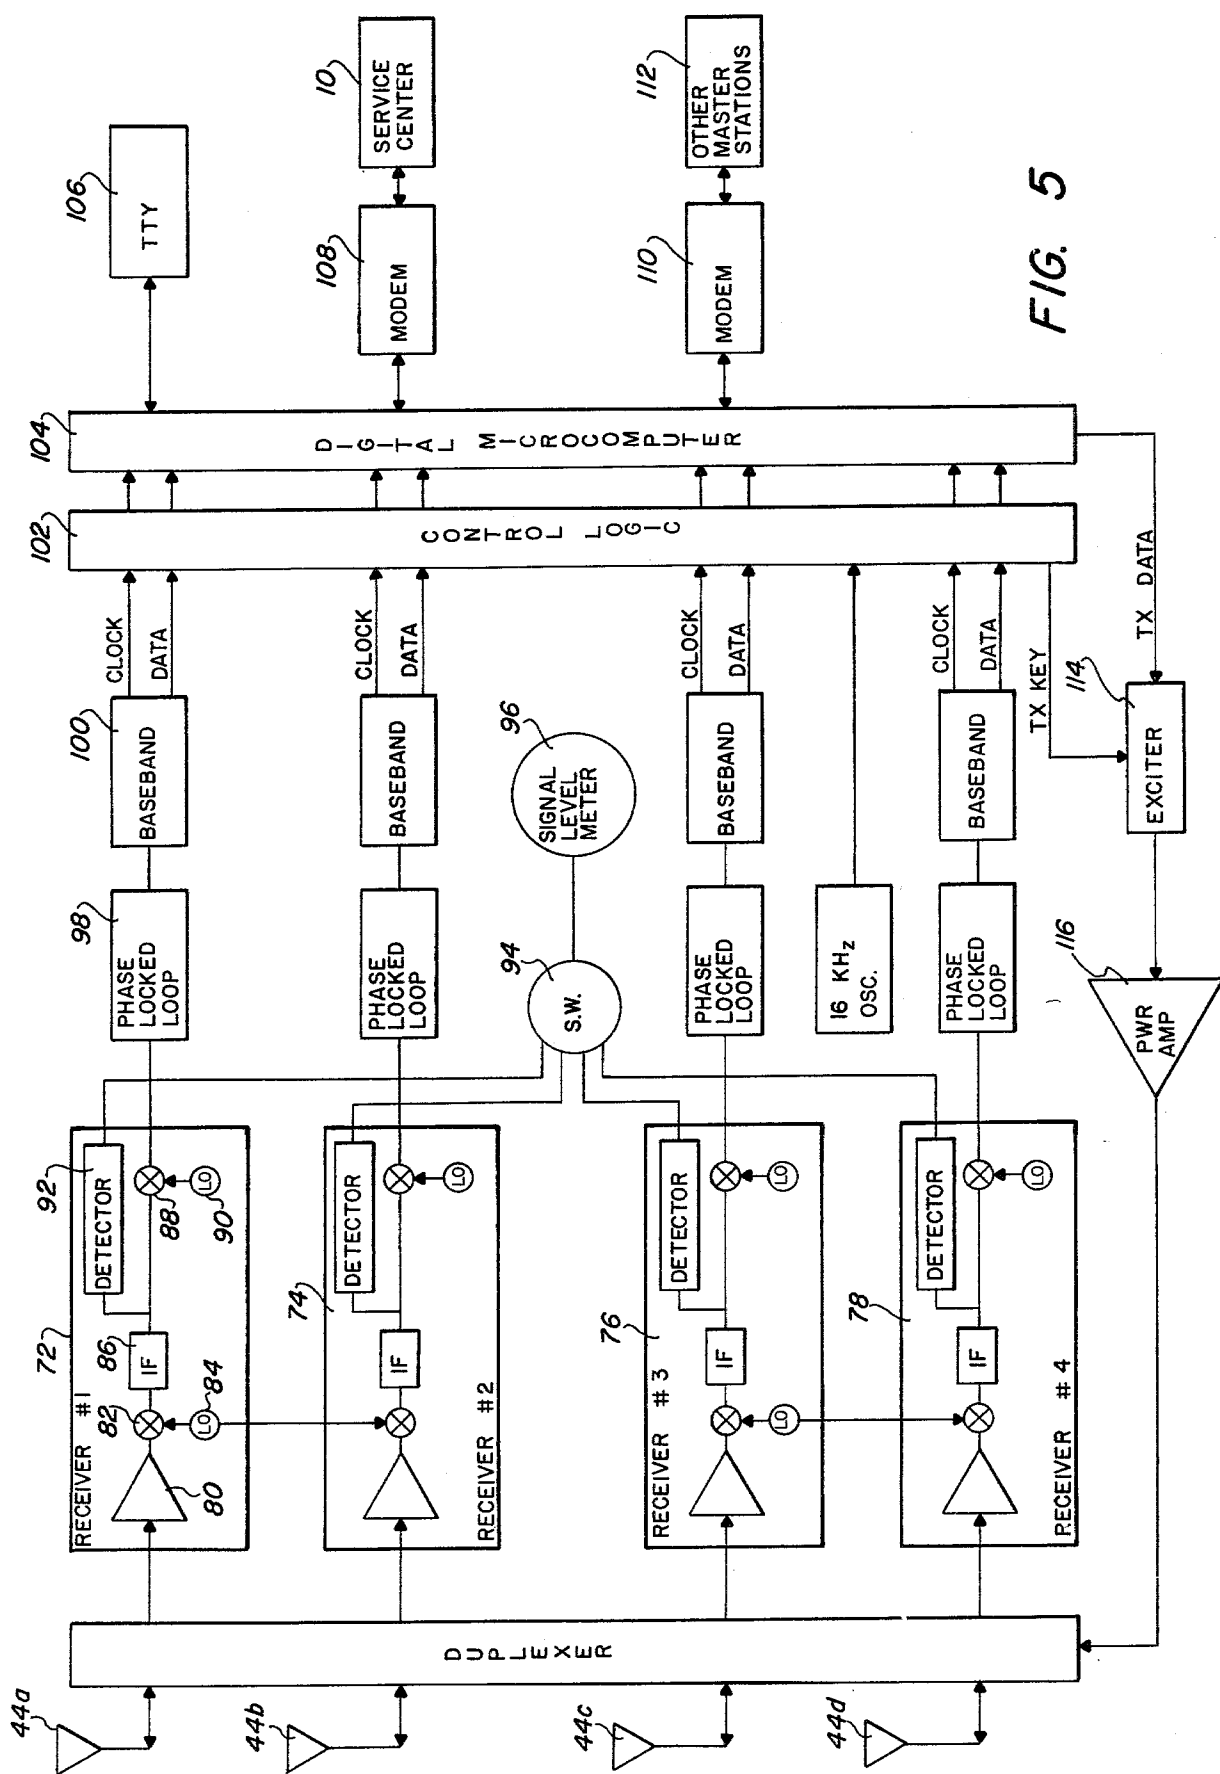 106
TTY
10
SERVICE
CENTER
108
MODEM
112
OTHER
MASTER
STATIONS
110
MODEM
FIG. 5
104
DIGITAL MICROCOMPUTER
102
CONTROL LOGIC
CLOCK
DATA
CLOCK
DATA
CLOCK
DATA
CLOCK
DATA
TX KEY
TX DATA
100
BASEBAND
BASEBAND
BASEBAND
BASEBAND
96
SIGNAL
LEVEL
METER
114
EXCITER
98
PHASE
LOCKED
LOOP
PHASE
LOCKED
LOOP
94
S.W.
PHASE
LOCKED
LOOP
16 KHz
OSC.
PHASE
LOCKED
LOOP
116
PWR
AMP
72
RECEIVER #1
92
DETECTOR
88
LO
90
86
IF
82
LO
84
80
74
RECEIVER #2
DETECTOR
LO
IF
76
RECEIVER #3
DETECTOR
LO
IF
LO
78
RECEIVER #4
DETECTOR
LO
IF
DUPLEXER
44a
44b
44c
44d